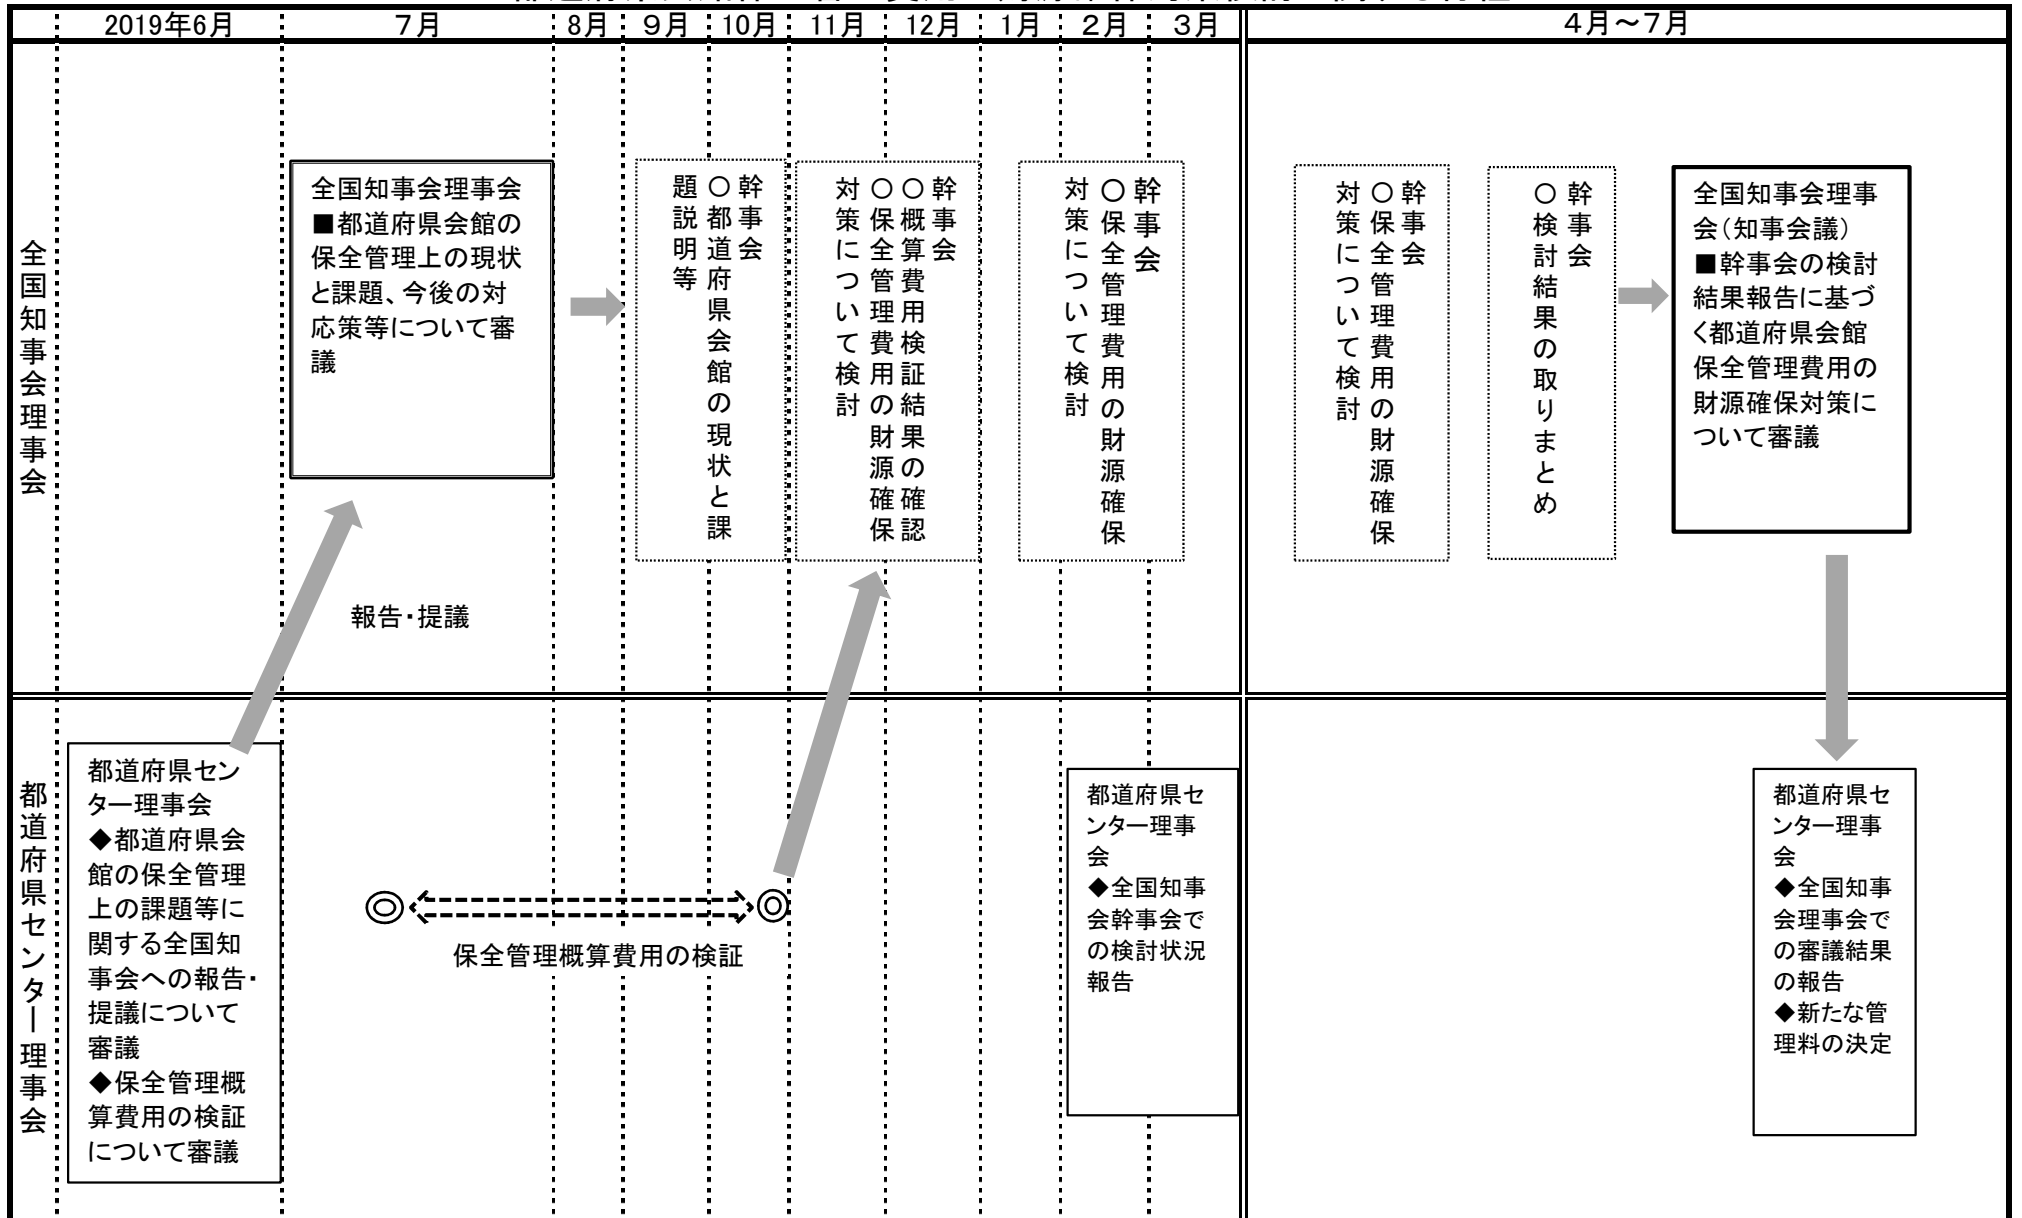 2019年6月
7月
8月
9月
10月
11月
12月
1月
2月
3月
4月～7月
全国知事会理事会
全国知事会理事会
■都道府県会館の
保全管理上の現状
と課題、今後の対
応策等について審
議
幹事会
○都道府県会館の現状と課
題説明等
幹事会
○概算費用検証結果の確認
○保全管理費用の財源確保
対策について検討
幹事会
○保全管理費用の財源確保
対策について検討
幹事会
○保全管理費用の財源確保
対策について検討
幹事会
○検討結果の取りまとめ
全国知事会理事
会(知事会議)
■幹事会の検討
結果報告に基づ
く都道府県会館
保全管理費用の
財源確保対策に
ついて審議
報告・提議
都道府県センター理事会
都道府県セン
ター理事会
◆都道府県会
館の保全管理
上の課題等に
関する全国知
事会への報告・
提議について
審議
◆保全管理概
算費用の検証
について審議
保全管理概算費用の検証
都道府県セ
ンター理事
会
◆全国知事
会幹事会で
の検討状況
報告
都道府県セ
ンター理事
会
◆全国知事
会理事会で
の審議結果
の報告
◆新たな管
理料の決定